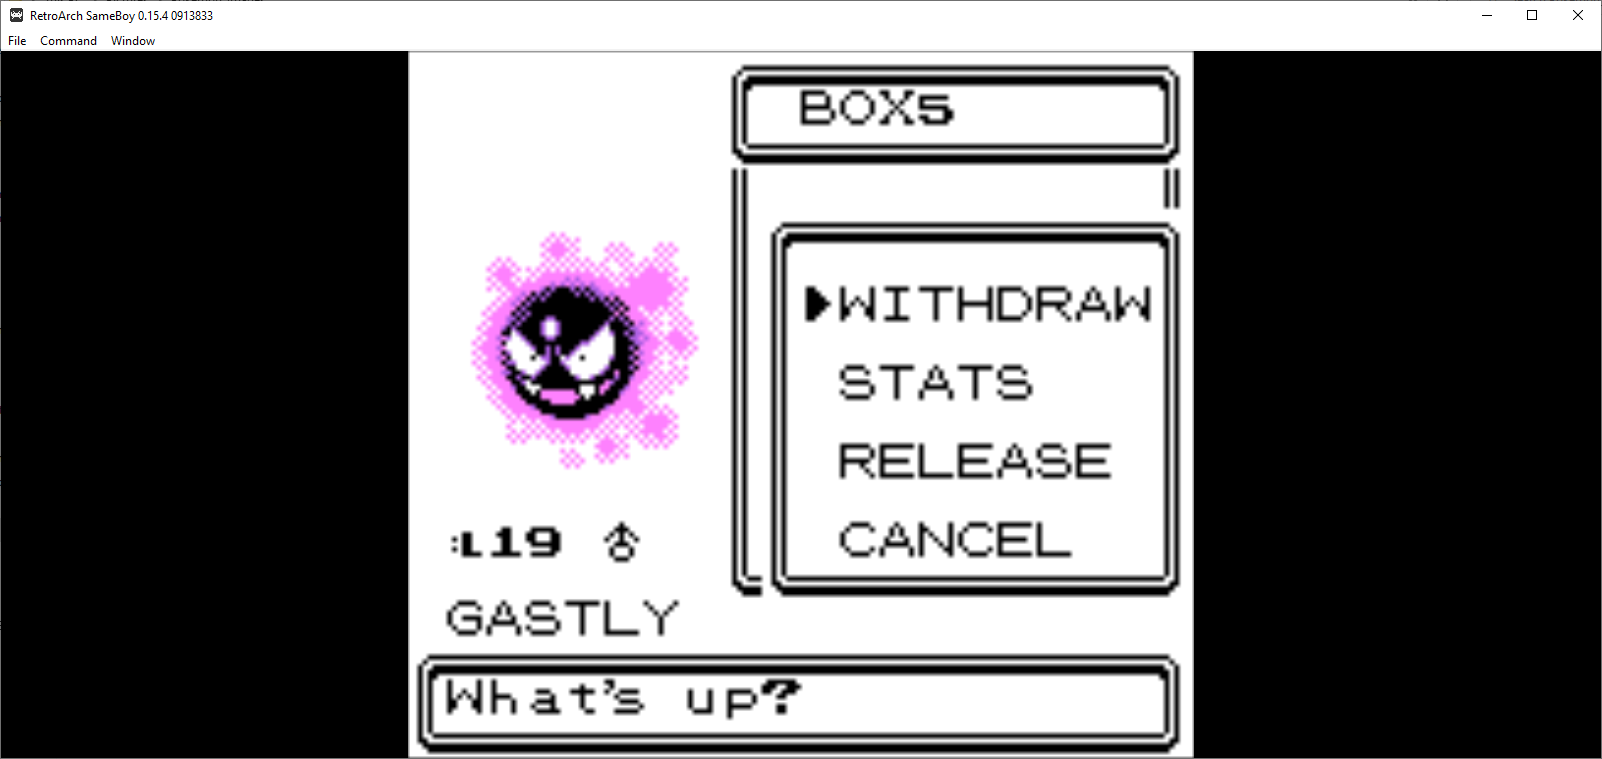 RetroArch SameBoy 0.15.4 0913833
File Command Window
BOX5
▶WITHDRAW
STATS
RELEASE
CANCEL
:L19 ♂
GASTLY
What's up?